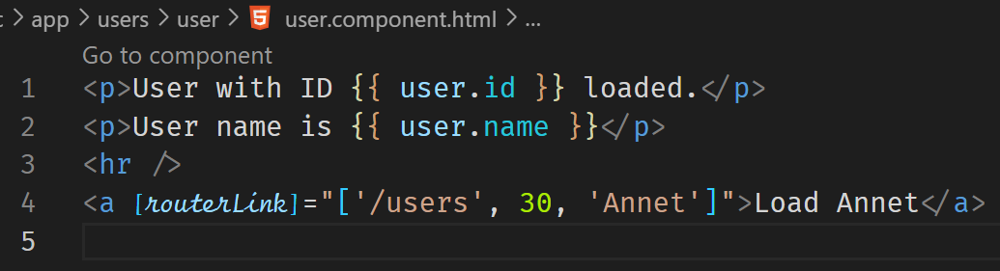 > app > users > user > user.component.html > ...
Go to component
1 <p>User with ID {{ user.id }} loaded.</p>
2 <p>User name is {{ user.name }}</p>
3 <hr />
4 <a [routerLink]="['/users', 30, 'Annet']">Load Annet</a>
5